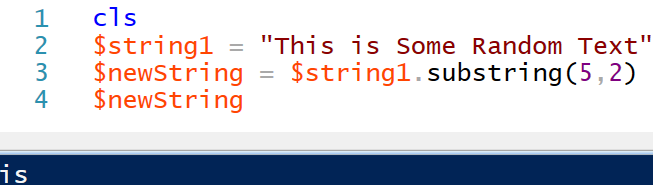 1 cls
2 $string1 = "This is Some Random Text"
3 $newString = $string1.substring(5,2)
4 $newString
is